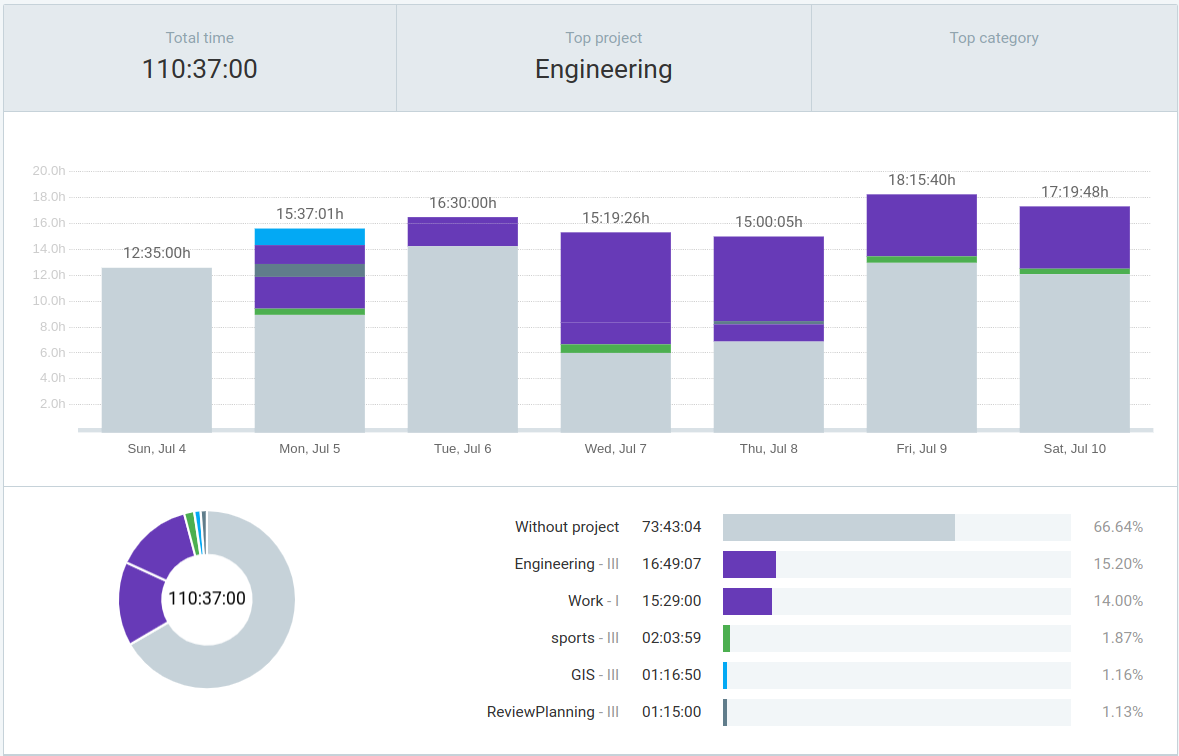 Total time
110:37:00
Top project
Engineering
Top category
20.0h
18.0h
16.0h
14.0h
12.0h
10.0h
8.0h
6.0h
4.0h
2.0h
12:35:00h
15:37:01h
16:30:00h
15:19:26h
15:00:05h
18:15:40h
17:19:48h
Sun, Jul 4
Mon, Jul 5
Tue, Jul 6
Wed, Jul 7
Thu, Jul 8
Fri, Jul 9
Sat, Jul 10
110:37:00
Without project 73:43:04 66.64%
Engineering - III 16:49:07 15.20%
Work - I 15:29:00 14.00%
sports - III 02:03:59 1.87%
GIS - III 01:16:50 1.16%
ReviewPlanning - III 01:15:00 1.13%